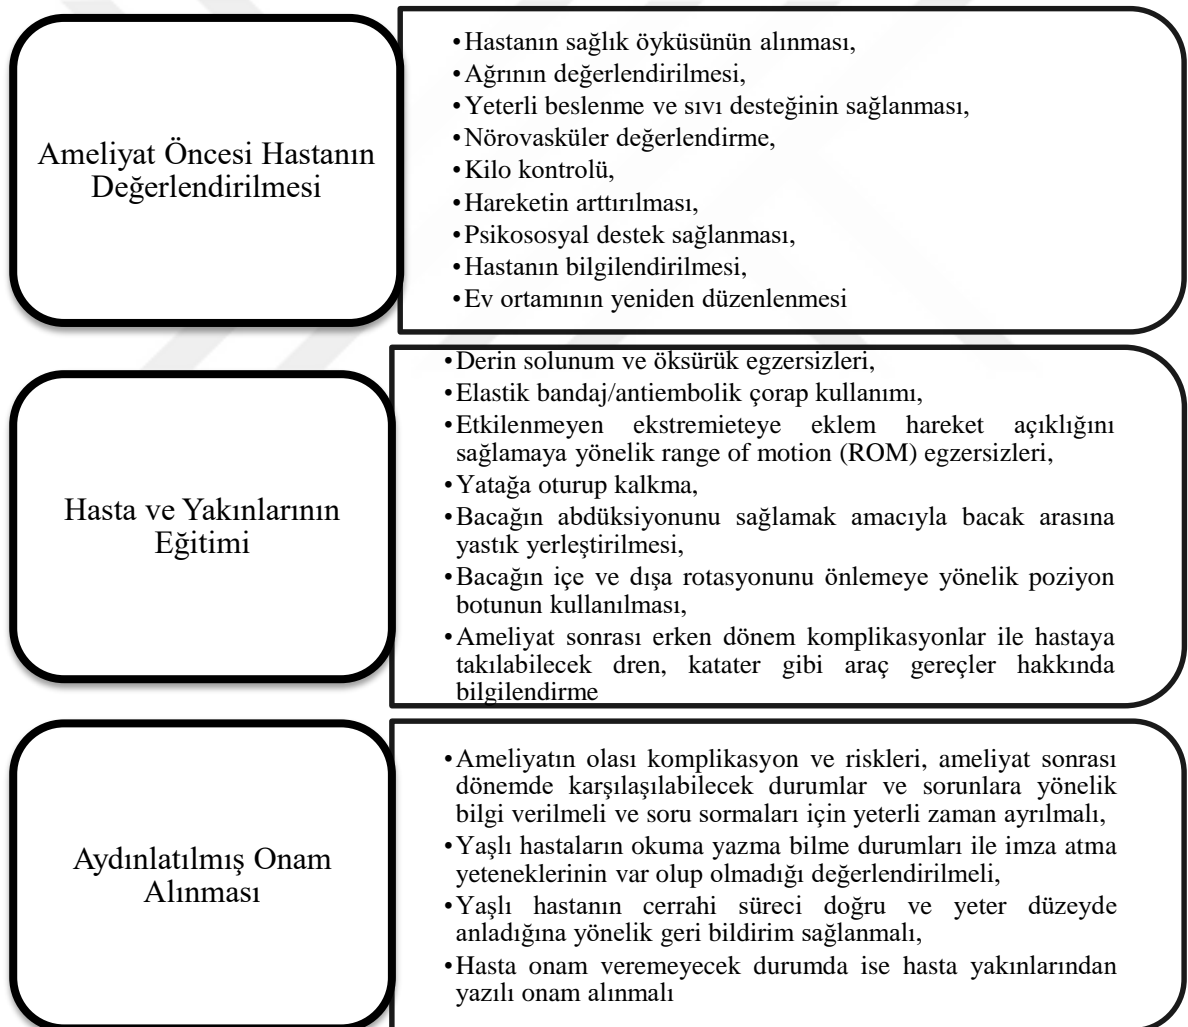 Ameliyat Öncesi Hastanın
Değerlendirilmesi
•Hastanın sağlık öyküsünün alınması,
•Ağrının değerlendirilmesi,
•Yeterli beslenme ve sıvı desteğinin sağlanması,
•Nörovasküler değerlendirme,
•Kilo kontrolü,
•Hareketin arttırılması,
•Psikososyal destek sağlanması,
•Hastanın bilgilendirilmesi,
•Ev ortamının yeniden düzenlenmesi
Hasta ve Yakınlarının
Eğitimi
•Derin solunum ve öksürük egzersizleri,
•Elastik bandaj/antiembolik çorap kullanımı,
•Etkilenmeyen ekstremieteye eklem hareket açıklığını
sağlamaya yönelik range of motion (ROM) egzersizleri,
•Yatağa oturup kalkma,
•Bacağın abdüksiyonunu sağlamak amacıyla bacak arasına
yastık yerleştirilmesi,
•Bacağın içe ve dışa rotasyonunu önlemeye yönelik poziyon
botunun kullanılması,
•Ameliyat sonrası erken dönem komplikasyonlar ile hastaya
takılabilecek dren, katater gibi araç gereçler hakkında
bilgilendirme
Aydınlatılmış Onam
Alınması
•Ameliyatın olası komplikasyon ve riskleri, ameliyat sonrası
dönemde karşılaşılabilecek durumlar ve sorunlara yönelik
bilgi verilmeli ve soru sormaları için yeterli zaman ayrılmalı,
•Yaşlı hastaların okuma yazma bilme durumları ile imza atma
yeteneklerinin var olup olmadığı değerlendirilmeli,
•Yaşlı hastanın cerrahi süreci doğru ve yeter düzeyde
anladığına yönelik geri bildirim sağlanmalı,
•Hasta onam veremeyecek durumda ise hasta yakınlarından
yazılı onam alınmalı